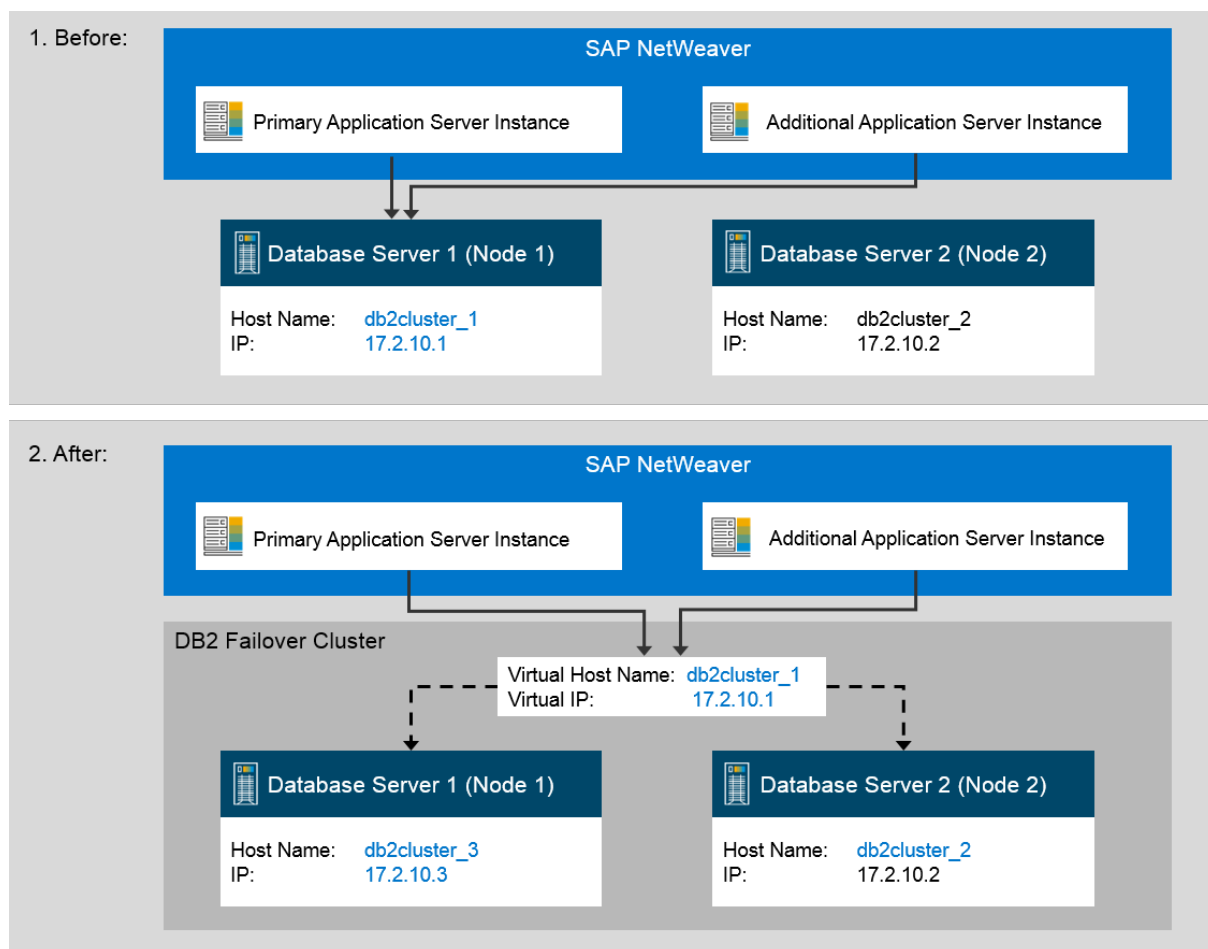 1. Before:
SAP NetWeaver
Primary Application Server Instance
Additional Application Server Instance
Database Server 1 (Node 1)
Host Name: db2cluster_1
IP: 17.2.10.1
Database Server 2 (Node 2)
Host Name: db2cluster_2
IP: 17.2.10.2
2. After:
SAP NetWeaver
Primary Application Server Instance
Additional Application Server Instance
DB2 Failover Cluster
Virtual Host Name: db2cluster_1
Virtual IP: 17.2.10.1
Database Server 1 (Node 1)
Host Name: db2cluster_3
IP: 17.2.10.3
Database Server 2 (Node 2)
Host Name: db2cluster_2
IP: 17.2.10.2